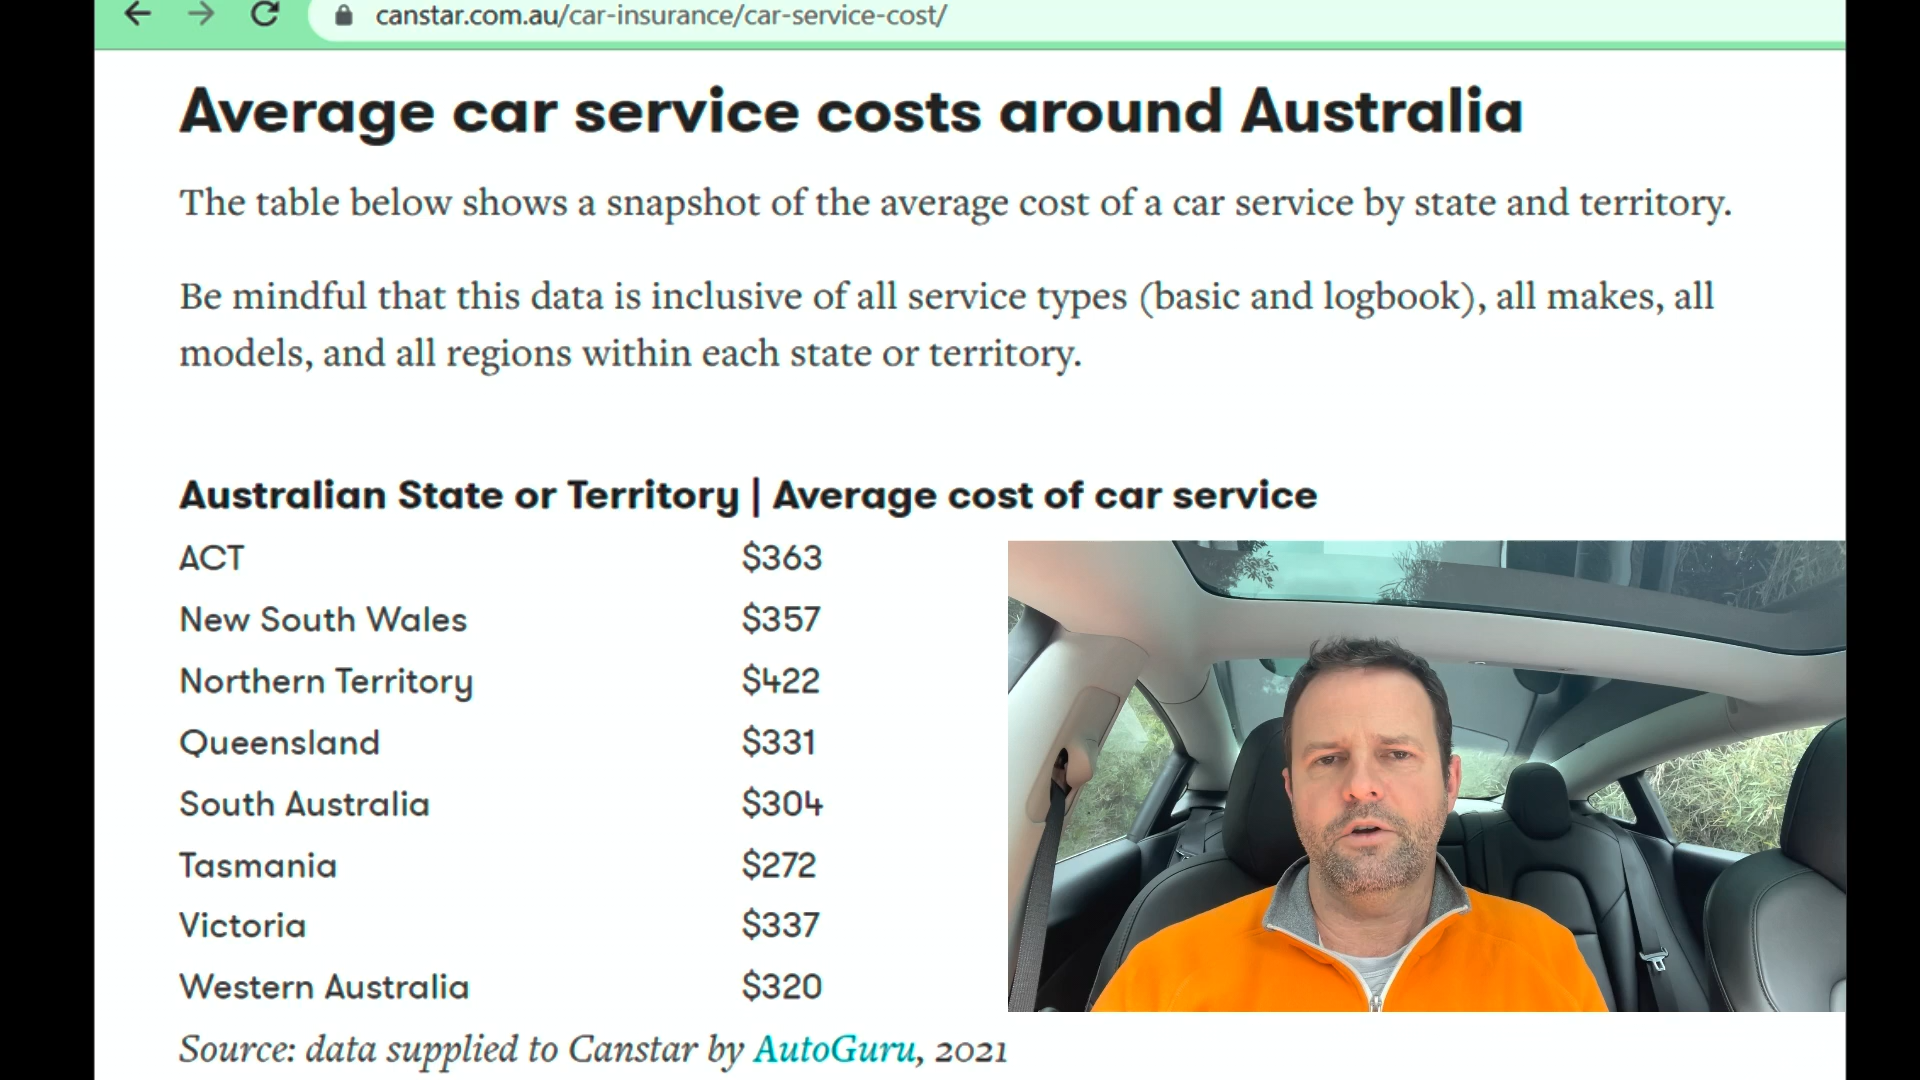 canstar.com.au/car-insurance/car-service-cost/
Average car service costs around Australia
The table below shows a snapshot of the average cost of a car service by state and territory.
Be mindful that this data is inclusive of all service types (basic and logbook), all makes, all
models, and all regions within each state or territory.
Australian State or Territory | Average cost of car service
ACT $363
New South Wales $357
Northern Territory $422
Queensland $331
South Australia $304
Tasmania $272
Victoria $337
Western Australia $320
Source: data supplied to Canstar by AutoGuru, 2021